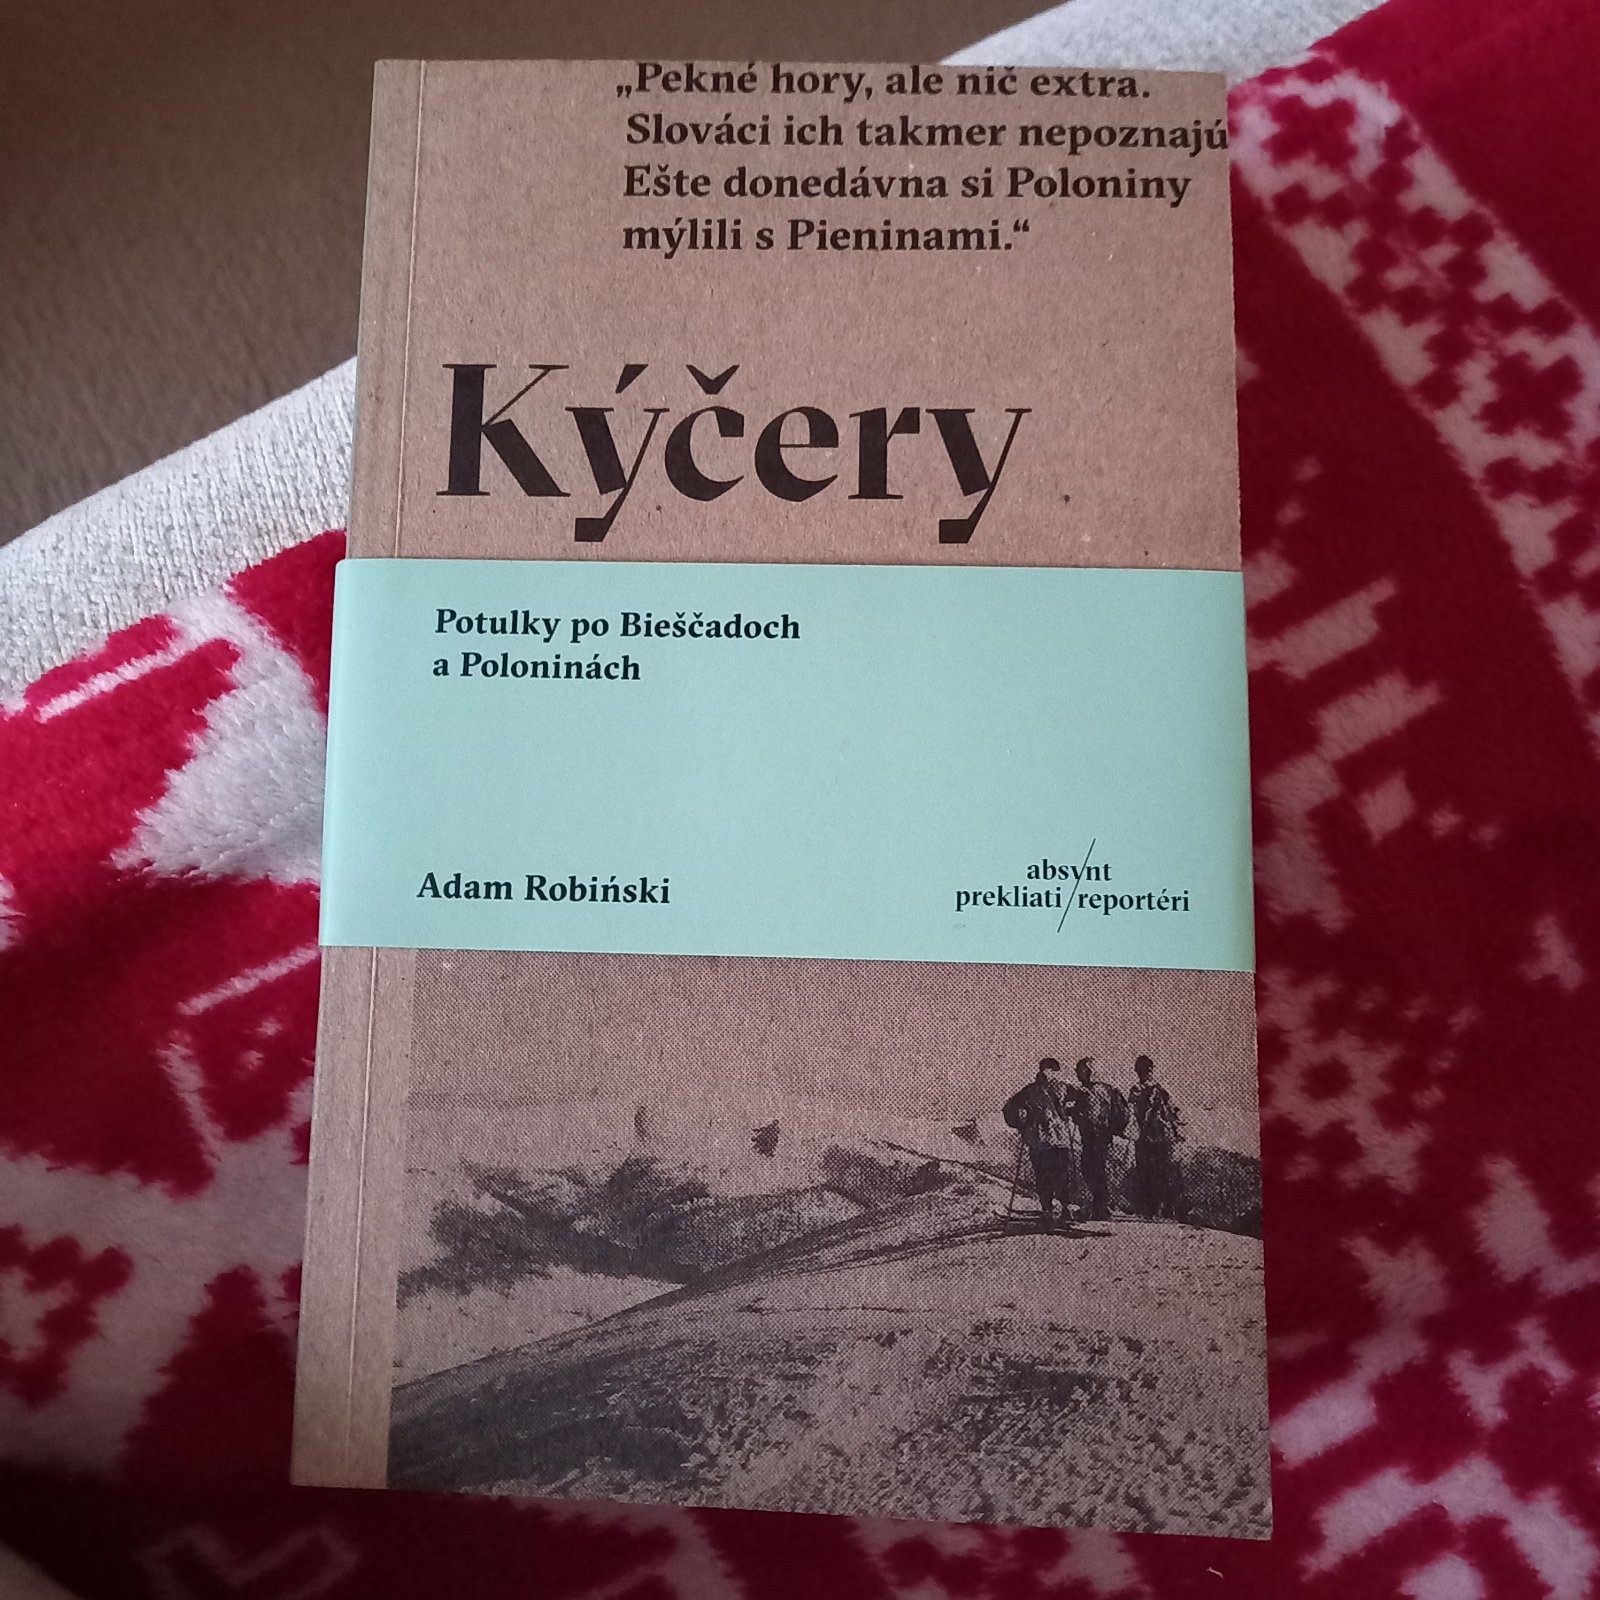 „Pekné hory, ale nič extra.
Slováci ich takmer nepoznajú
Ešte donedávna si Poloniny
mýlili s Pieninami.“
Kýčery
Potulky po Bieščadoch
a Poloninách
Adam Robiński
absynt
prekliati/reportéri